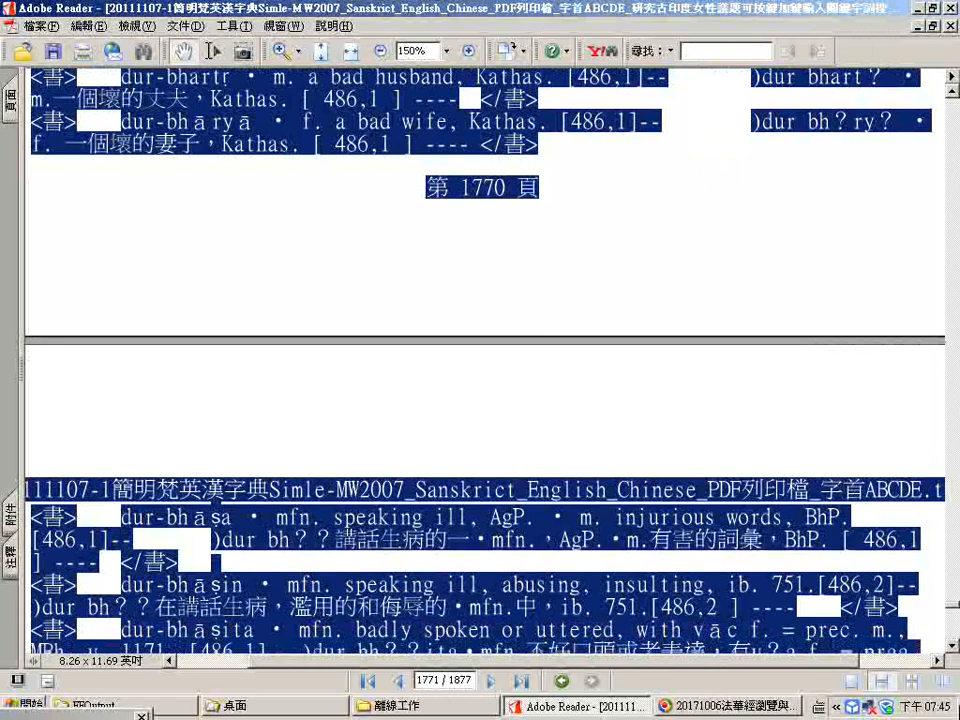 Adobe Reader - [20111107-1簡明梵英漢字典Simle-MW2007_Sanskrict_English_Chinese_PDF列印檔_字首ABCDE_研究古印度女性議題可按
檔案(F) 編輯(E) 檢視(V) 文件(D) 工具(T) 視窗(W) 說明(H)
150% Y! 尋找：
頁面
<書> dur-bhartṛ ‧ m. a bad husband, Kathas. [486,1]-- )dur bhart？ ‧
m.一個壞的丈夫，Kathas. [ 486,1 ] ---- </書>
<書> dur-bhāryā ‧ f. a bad wife, Kathas. [486,1]-- )dur bh？ry？ ‧
f. 一個壞的妻子，Kathas. [ 486,1 ] ---- </書>
第 1770 頁
111107-1簡明梵英漢字典Simle-MW2007_Sanskrict_English_Chinese_PDF列印檔_字首ABCDE.t
附件
<書> dur-bhāṣa ‧ mfn. speaking ill, AgP. ‧ m. injurious words, BhP.
[486,1]-- )dur bh？？講話生病的一‧mfn.，AgP.‧m.有害的詞彙，BhP. [ 486,1
] ---- </書>
注釋
<書> dur-bhāṣin ‧ mfn. speaking ill, abusing, insulting, ib. 751.[486,2]--
)dur bh？？在講話生病，濫用的和侮辱的‧mfn.中，ib. 751.[486,2 ] ---- </書>
<書> dur-bhāṣita ‧ mfn. badly spoken or uttered, with vāc f. = prec. m.,
MBh. v, 1171. [486,1]-- )dur bh？？ita‧mfn.
8.26 x 11.69 英吋
1771 / 1877
開始 EEOutput 桌面 離線工作 Adobe Reader - [201111... 20171006法華經瀏覽與... 下午 07:45